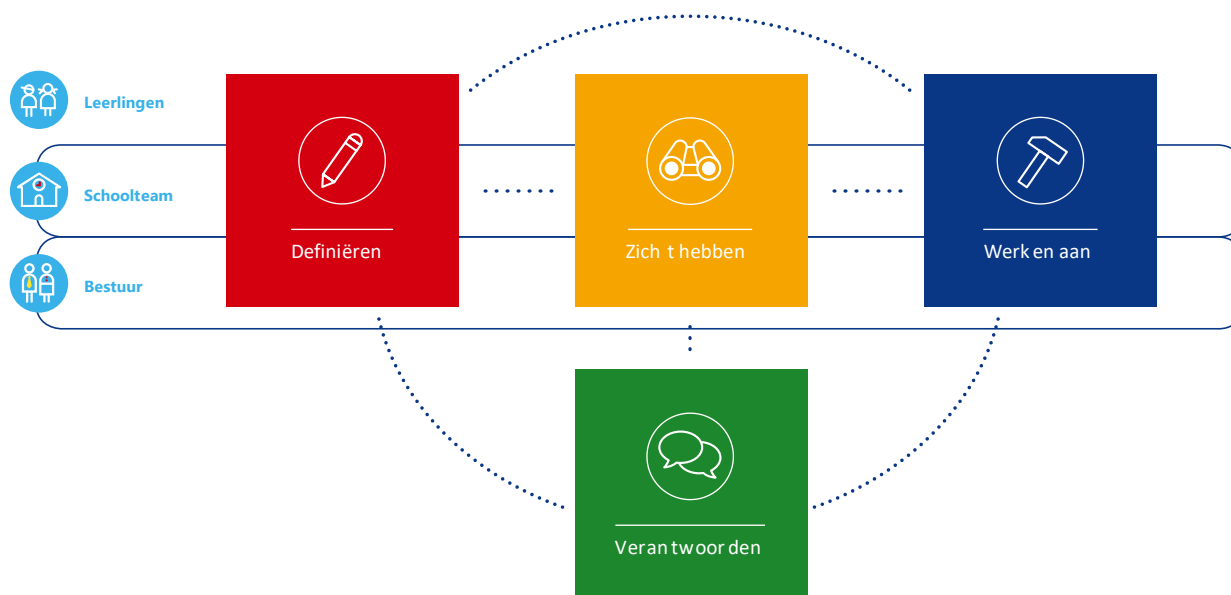 Leerlingen
Schoolteam
Bestuur
Definiëren
Zich t hebben
Werk en aan
Veran twoor den